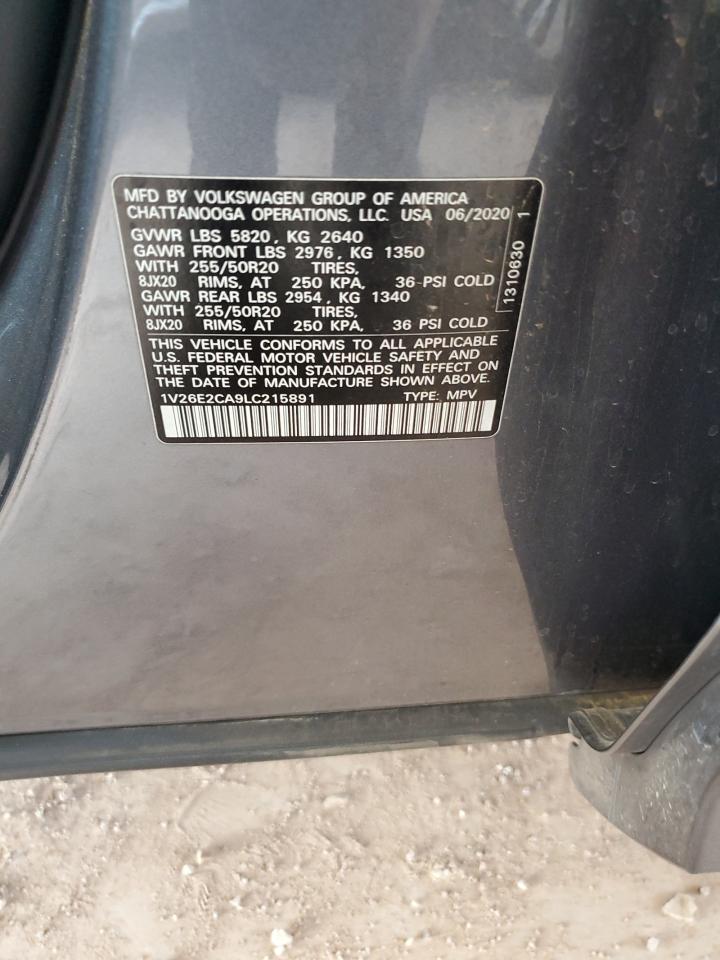 MFD BY VOLKSWAGEN GROUP OF AMERICA
CHATTANOOGA OPERATIONS, LLC. USA 06/2020
GVWR LBS 5820, KG 2640
GAWR FRONT LBS 2976, KG 1350
WITH 255/50R20 TIRES,
8JX20 RIMS, AT 250 KPA, 36 PSI COLD
GAWR REAR LBS 2954, KG 1340
WITH 255/50R20 TIRES,
8JX20 RIMS, AT 250 KPA, 36 PSI COLD
THIS VEHICLE CONFORMS TO ALL APPLICABLE
U.S. FEDERAL MOTOR VEHICLE SAFETY AND
THEFT PREVENTION STANDARDS IN EFFECT ON
THE DATE OF MANUFACTURE SHOWN ABOVE.
1V26E2CA9LC215891 TYPE: MPV
1310630 1